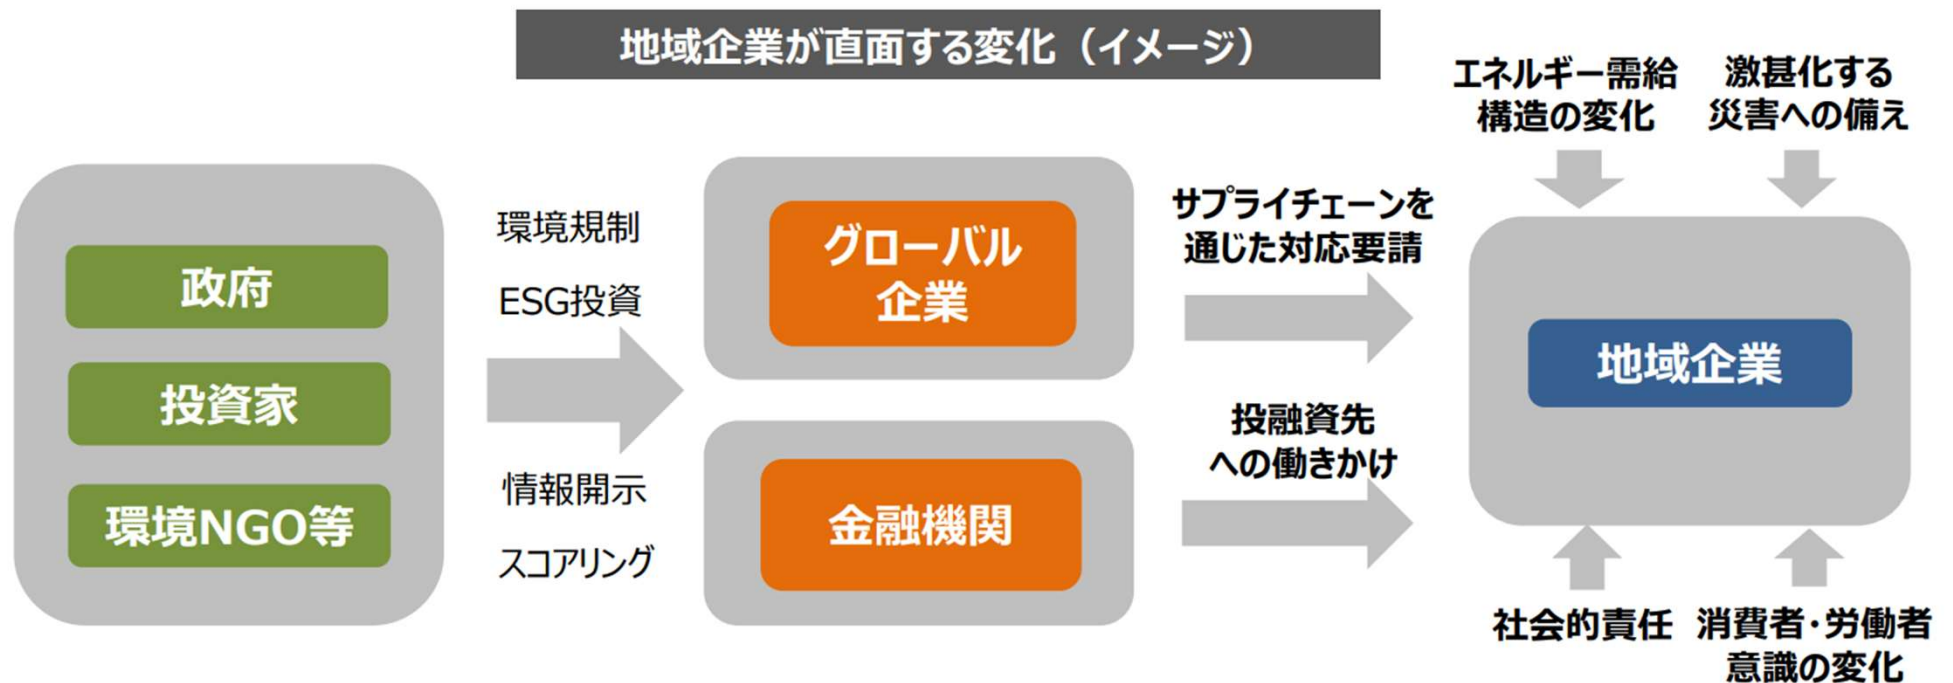 地域企業が直面する変化（イメージ）
政府
投資家
環境NGO等
環境規制
ESG投資
情報開示
スコアリング
グローバル
企業
金融機関
サプライチェーンを
通じた対応要請
投融資先
への働きかけ
エネルギー需給
構造の変化
激甚化する
災害への備え
地域企業
社会的責任
消費者・労働者
意識の変化